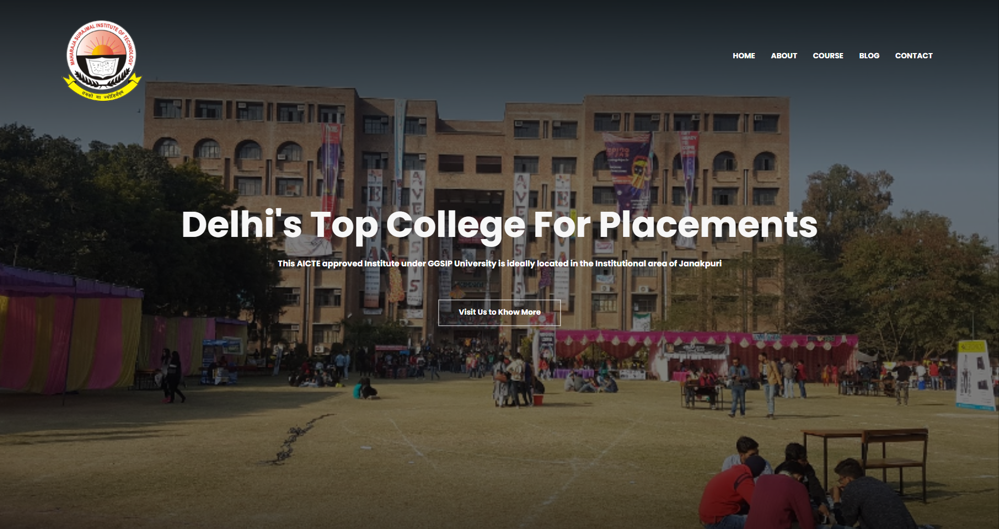 MAHARAJA SURAJMAL INSTITUTE OF TECHNOLOGY
तमसो मा ज्योतिर्गमय
HOME ABOUT COURSE BLOG CONTACT
Delhi's Top College For Placements
This AICTE approved Institute under GGSIP University is ideally located in the Institutional area of Janakpuri
Visit Us to Khow More